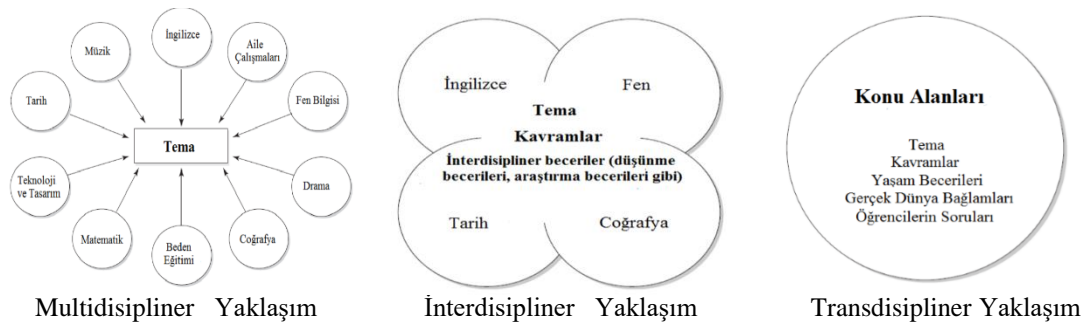 İngilizce
Müzik
Aile
Çalışmaları
Tarih
Fen Bilgisi
Tema
Teknoloji
ve Tasarım
Drama
Matematik
Beden
Eğitimi
Coğrafya
Multidisipliner Yaklaşım
İngilizce
Fen
Tema
Kavramlar
İnterdisipliner beceriler (düşünme
becerileri, araştırma becerileri gibi)
Tarih
Coğrafya
İnterdisipliner Yaklaşım
Konu Alanları
Tema
Kavramlar
Yaşam Becerileri
Gerçek Dünya Bağlamları
Öğrencilerin Soruları
Transdisipliner Yaklaşım